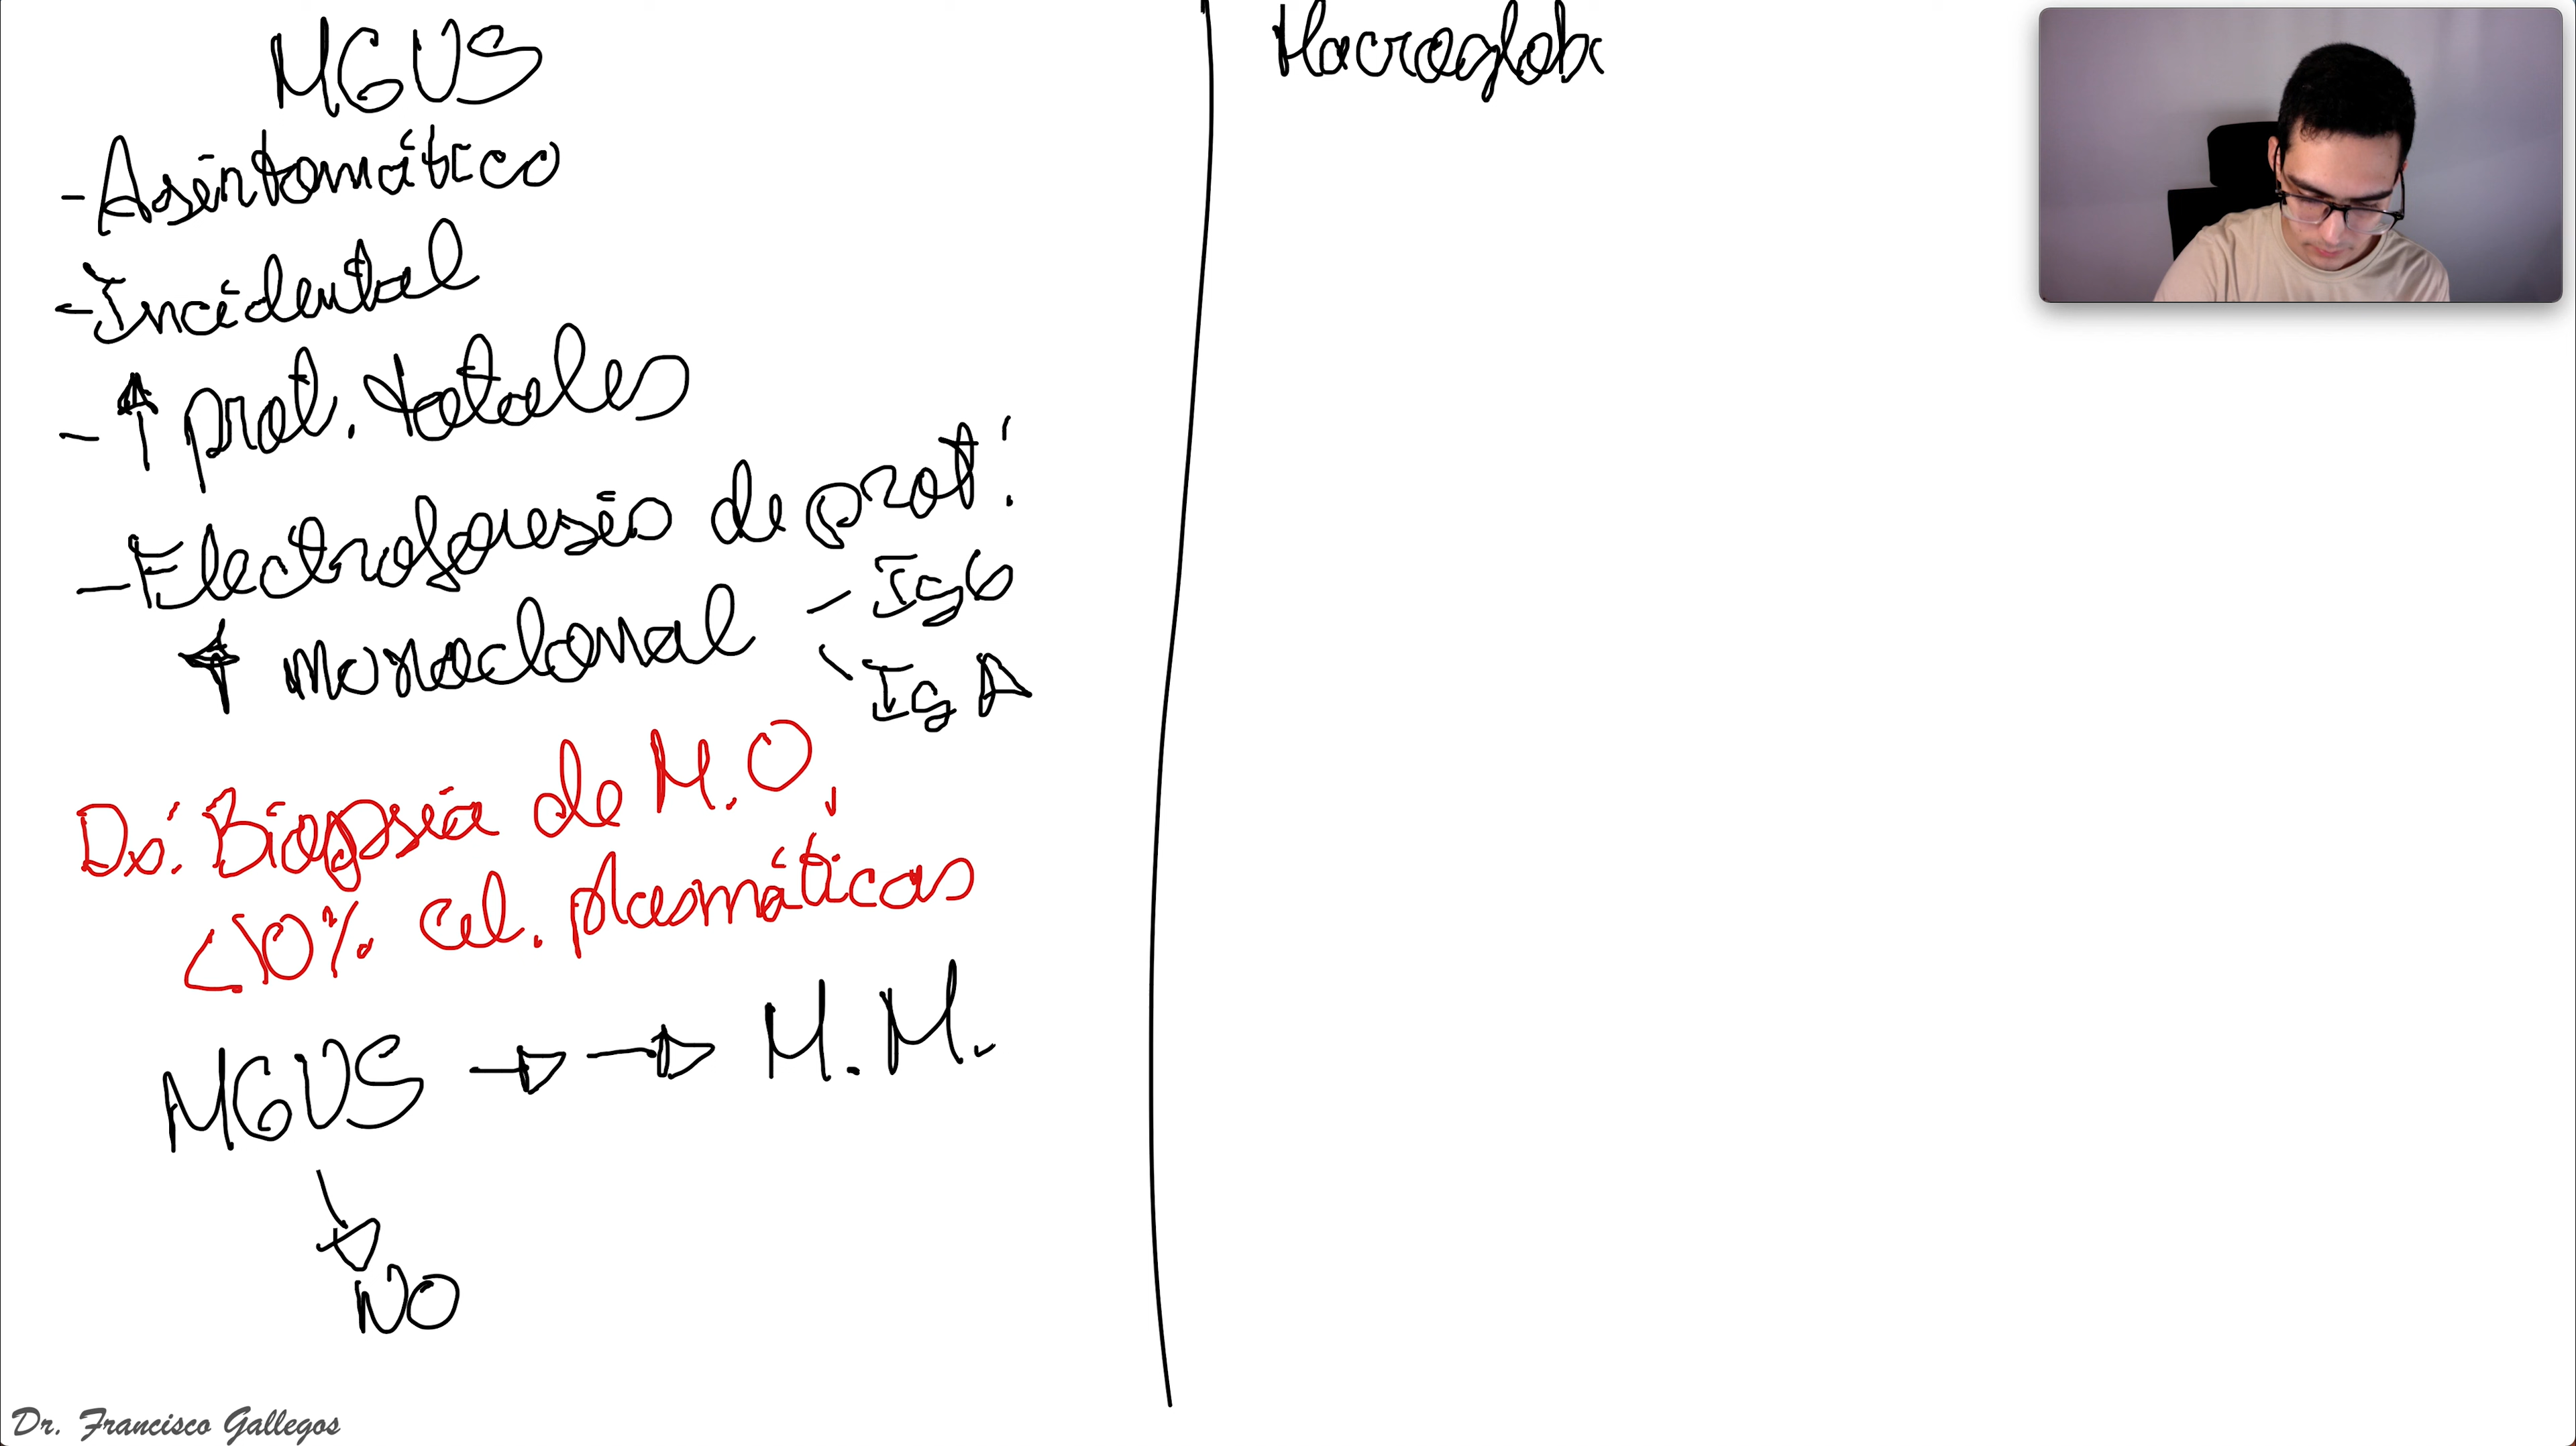 MGUS
- Asintomático
- Incidental
- ↑ prot. totales
- Electroforesis de prot:
↑ monoclonal - IgG
- IgA
Dx: Biopsia de M.O.
<10% cel. plasmáticas
MGUS → → M.M.
NO
Macroglob
Dr. Francisco Gallegos